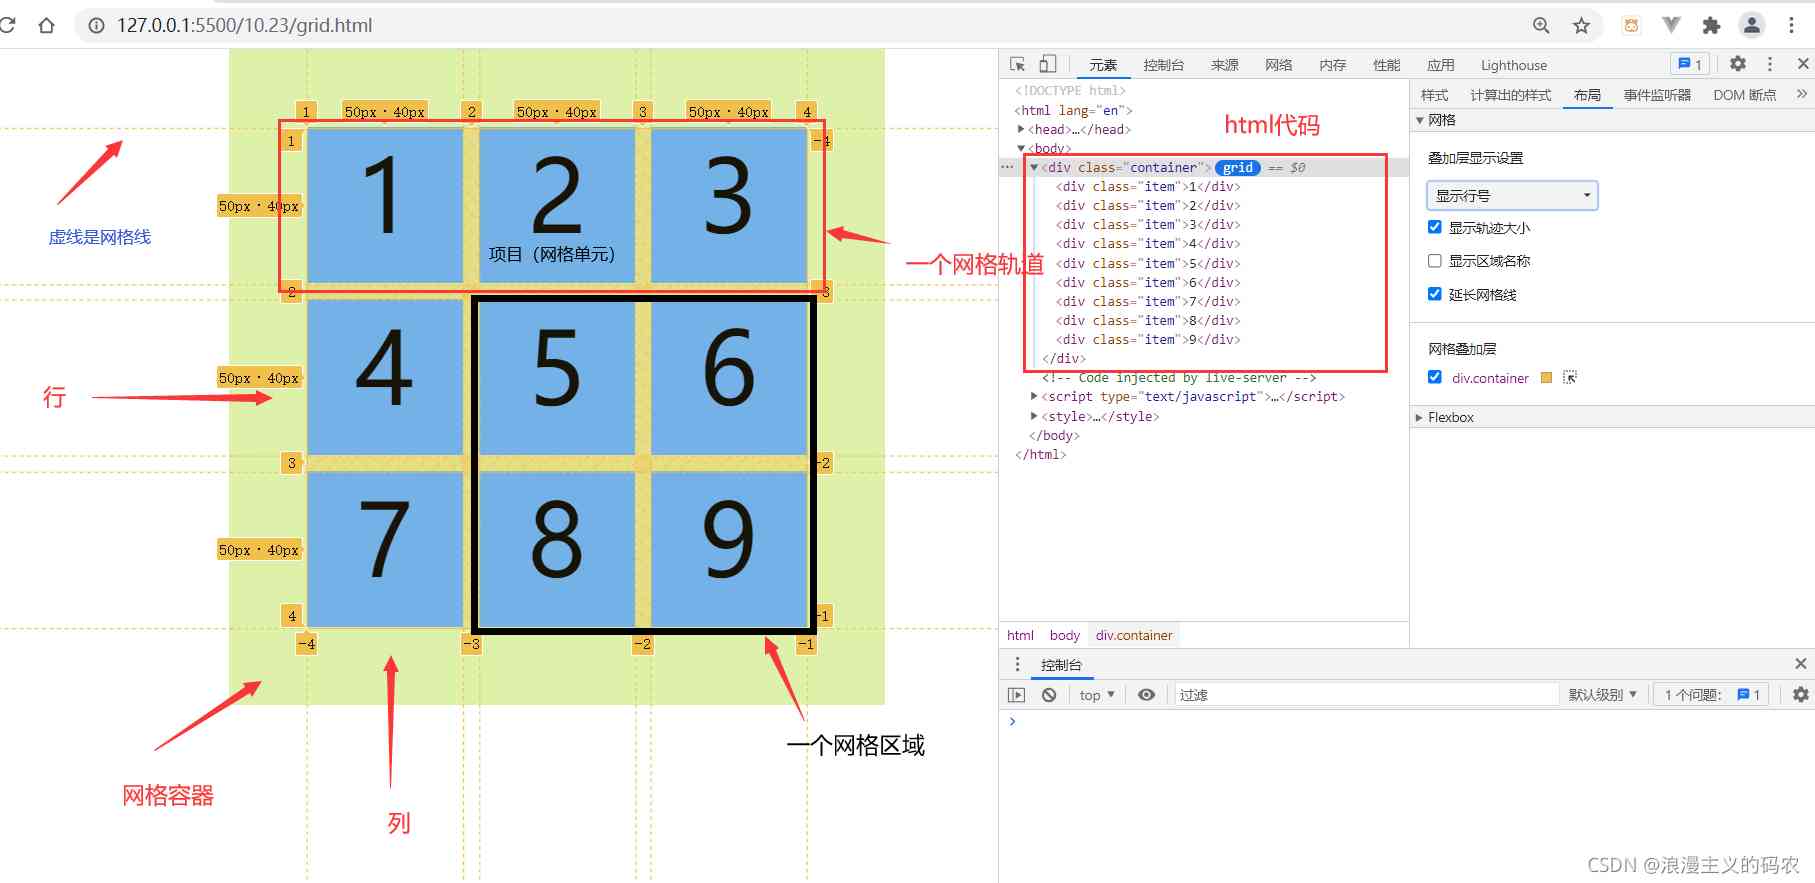 127.0.0.1:5500/10.23/grid.html
元素 控制台 来源 网络 内存 性能 应用 Lighthouse 1
样式 计算出的样式 布局 事件监听器 DOM 断点 »
1 50px·40px 2 50px·40px 3 50px·40px 4
1 -4
50px·40px
1 2 3
项目（网格单元）
2 -3
虚线是网格线
一个网格轨道
50px·40px
4 5 6
行
3 -2
50px·40px
7 8 9
4 -1
-4 -3 -2 -1
网格容器
列
一个网格区域
html代码
<!DOCTYPE html>
<html lang="en">
<head>…</head>
<body>
··· <div class="container"> grid == $0
<div class="item">1</div>
<div class="item">2</div>
<div class="item">3</div>
<div class="item">4</div>
<div class="item">5</div>
<div class="item">6</div>
<div class="item">7</div>
<div class="item">8</div>
<div class="item">9</div>
</div>
<!-- Code injected by live-server -->
<script type="text/javascript">…</script>
<style>…</style>
</body>
</html>
网格
叠加层显示设置
显示行号
显示轨迹大小
显示区域名称
延长网格线
网格叠加层
div.container
Flexbox
html body div.container
控制台
top 过滤 默认级别 1 个问题: 1
CSDN @浪漫主义的码农